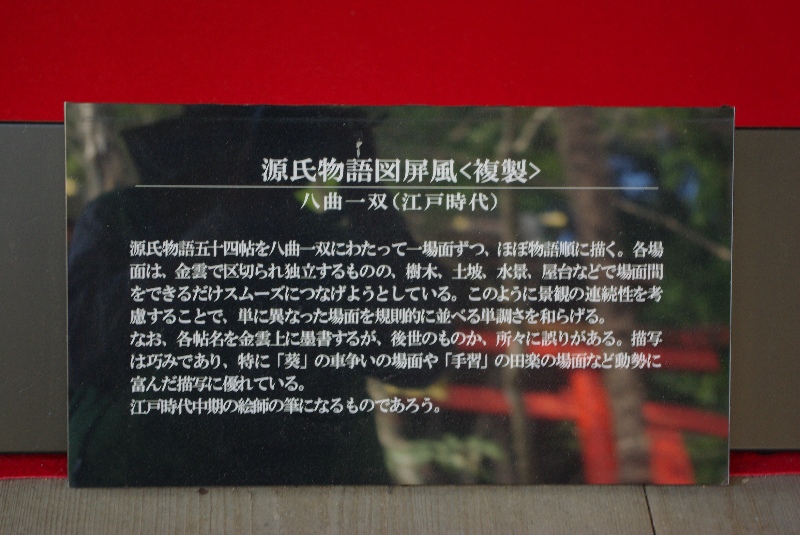 源氏物語図屏風<複製>
八曲一双(江戸時代)
源氏物語五十四帖を八曲一双にわたって一場面ずつ、ほぼ物語順に描く。各場
面は、金雲で区切られ独立するものの、樹木、土坡、水景、屋台などで場面間
をできるだけスムーズにつなげようとしている。このように景観の連続性を考
慮することで、単に異なった場面を規則的に並べる単調さを和らげる。
なお、各帖名を金雲上に墨書するが、後世のものか、所々に誤りがある。描写
は巧みであり、特に「葵」の車争いの場面や「手習」の田楽の場面など動勢に
富んだ描写に優れている。
江戸時代中期の絵師の筆になるものであろう。